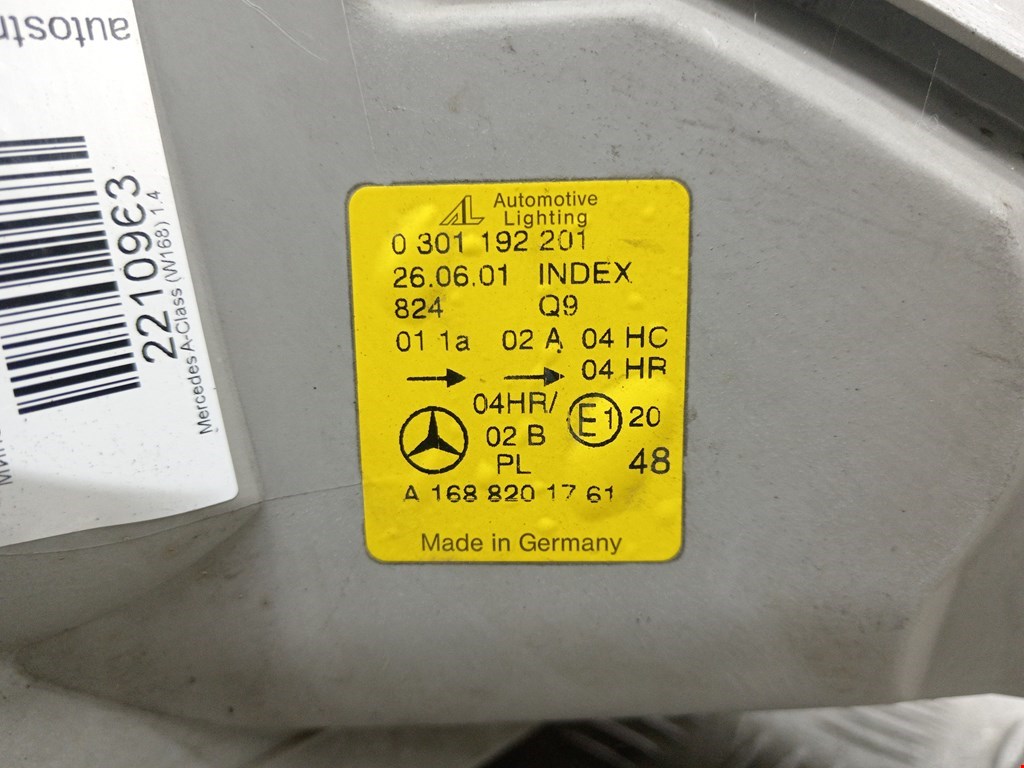 autostr
2210963
Mercedes A-Class (W168) 1.4
Automotive
Lighting
0 301 192 201
26.06.01 INDEX
824 Q9
01 1a 02 A 04 HC
→ → 04 HR
04HR/
02 B E1 20
PL 48
A 168 820 17 61
Made in Germany